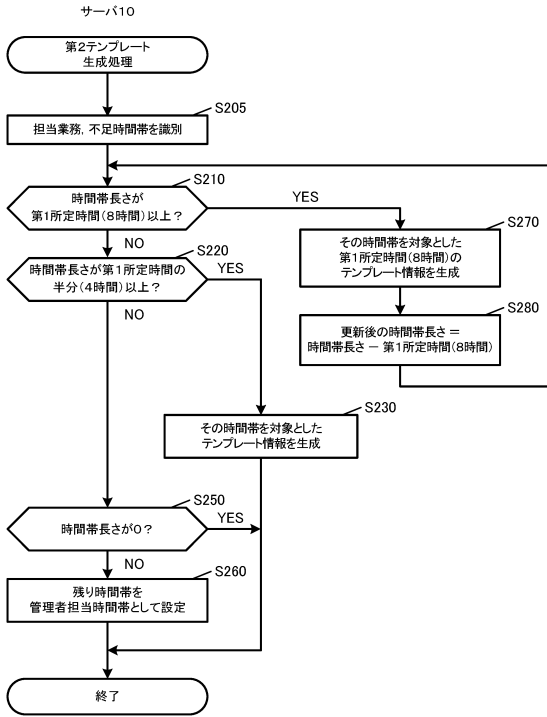 サーバ10
第2テンプレート
生成処理
S205
担当業務，不足時間帯を識別
S210
時間帯長さが
第1所定時間（8時間）以上？
YES
NO
S270
その時間帯を対象とした
第1所定時間（8時間）の
テンプレート情報を生成
S220
時間帯長さが第1所定時間の
半分（4時間）以上？
YES
NO
S280
更新後の時間帯長さ＝
時間帯長さ－第1所定時間（8時間）
S230
その時間帯を対象とした
テンプレート情報を生成
S250
時間帯長さが0？
YES
NO
S260
残り時間帯を
管理者担当時間帯として設定
終了